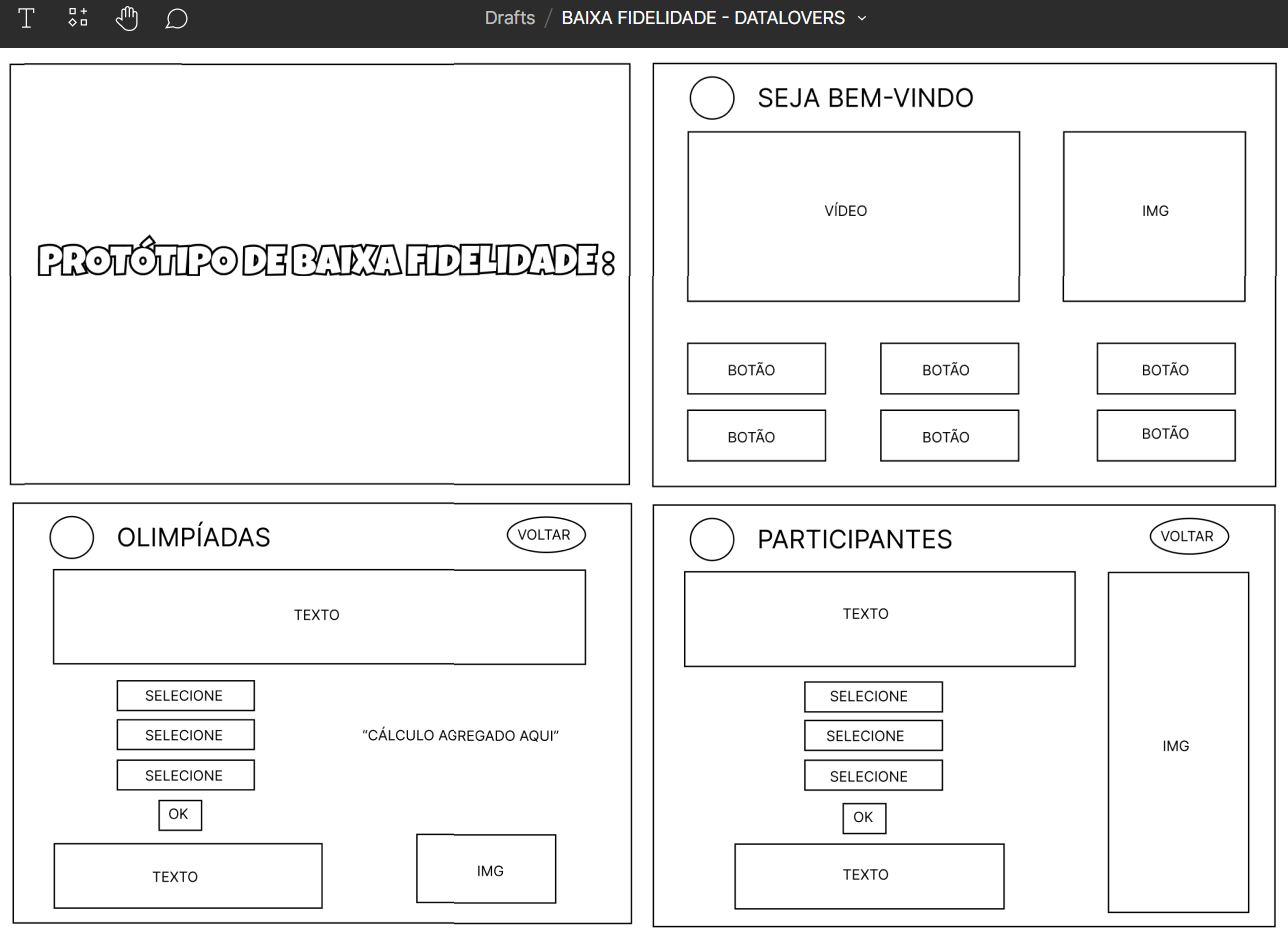 Drafts / BAIXA FIDELIDADE - DATALOVERS
PROTÓTIPO DE BAIXA FIDELIDADE:
SEJA BEM-VINDO
VÍDEO
IMG
BOTÃO BOTÃO BOTÃO
BOTÃO BOTÃO BOTÃO
OLIMPÍADAS
VOLTAR
TEXTO
SELECIONE
SELECIONE
SELECIONE
OK
“CÁLCULO AGREGADO AQUI”
TEXTO
IMG
PARTICIPANTES
VOLTAR
TEXTO
SELECIONE
SELECIONE
SELECIONE
OK
TEXTO
IMG